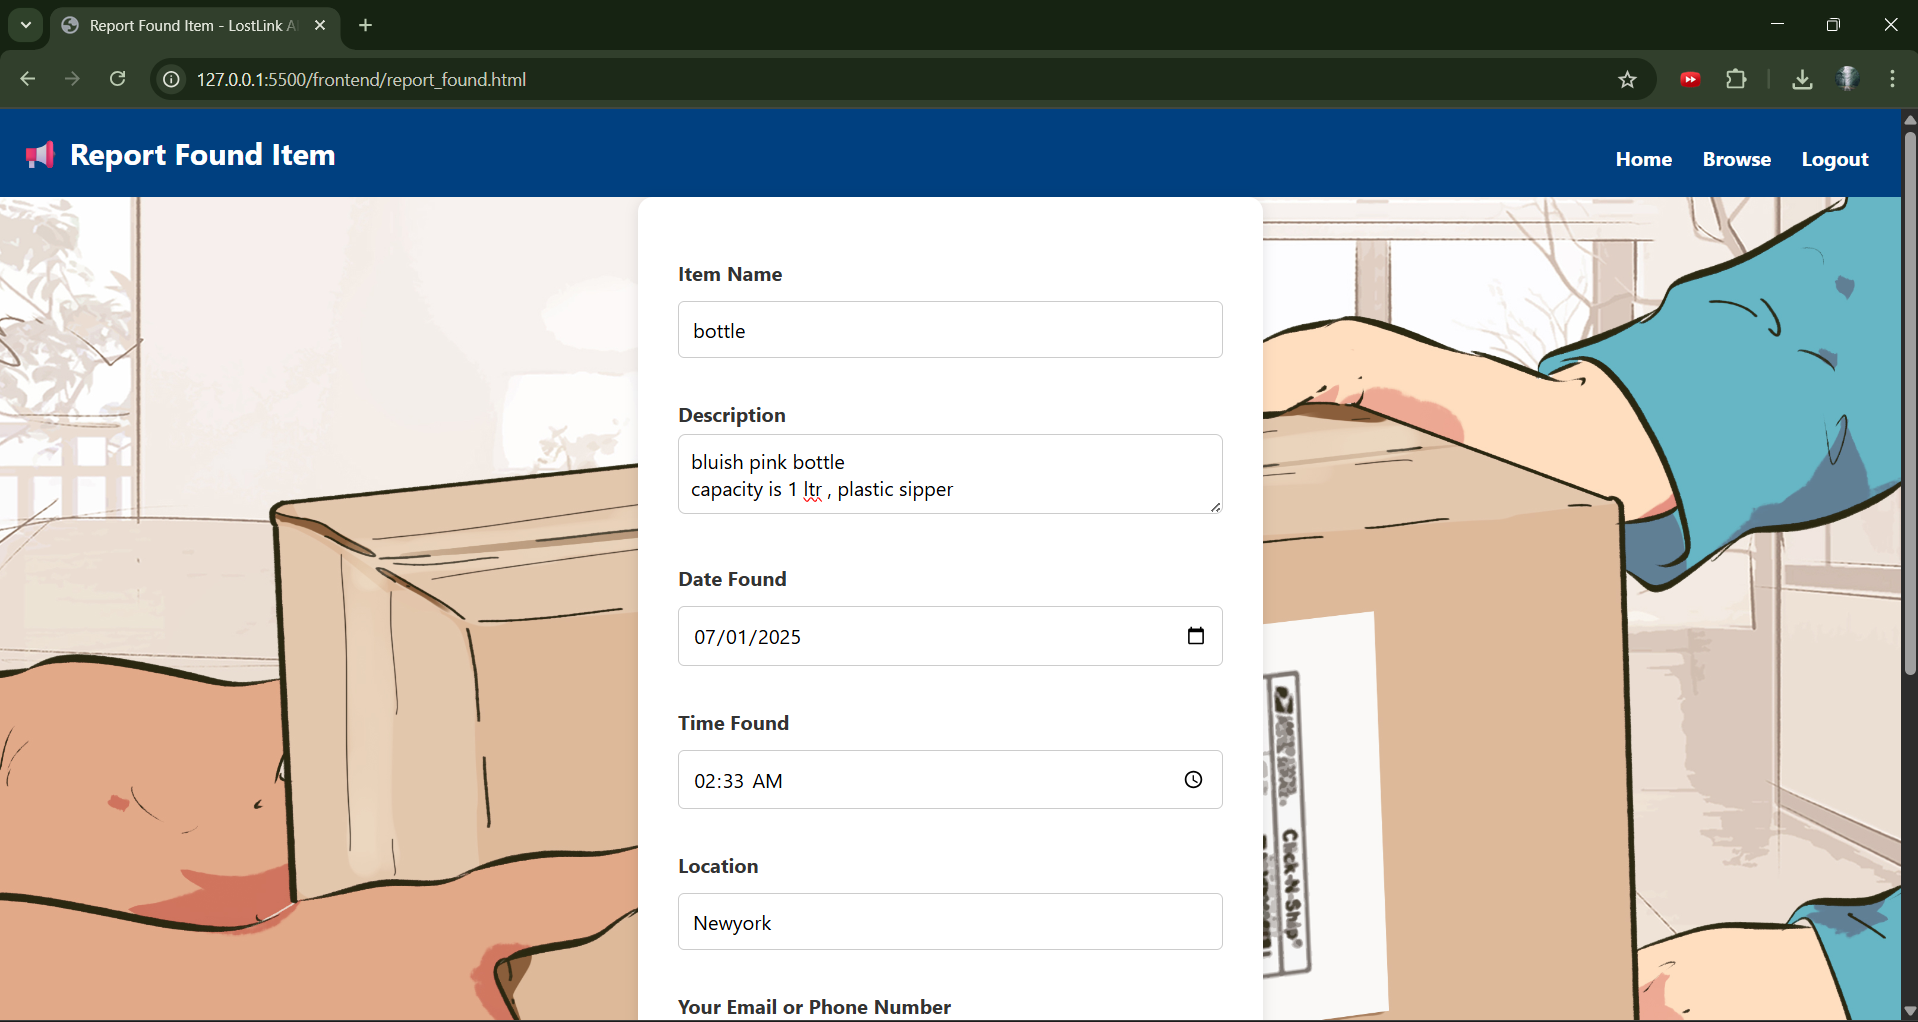 Report Found Item - LostLink A
127.0.0.1:5500/frontend/report_found.html
Report Found Item
Home Browse Logout
Item Name
bottle
Description
bluish pink bottle
capacity is 1 ltr , plastic sipper
Date Found
07/01/2025
Time Found
02:33 AM
Location
Newyork
Your Email or Phone Number
Click-N-Ship®